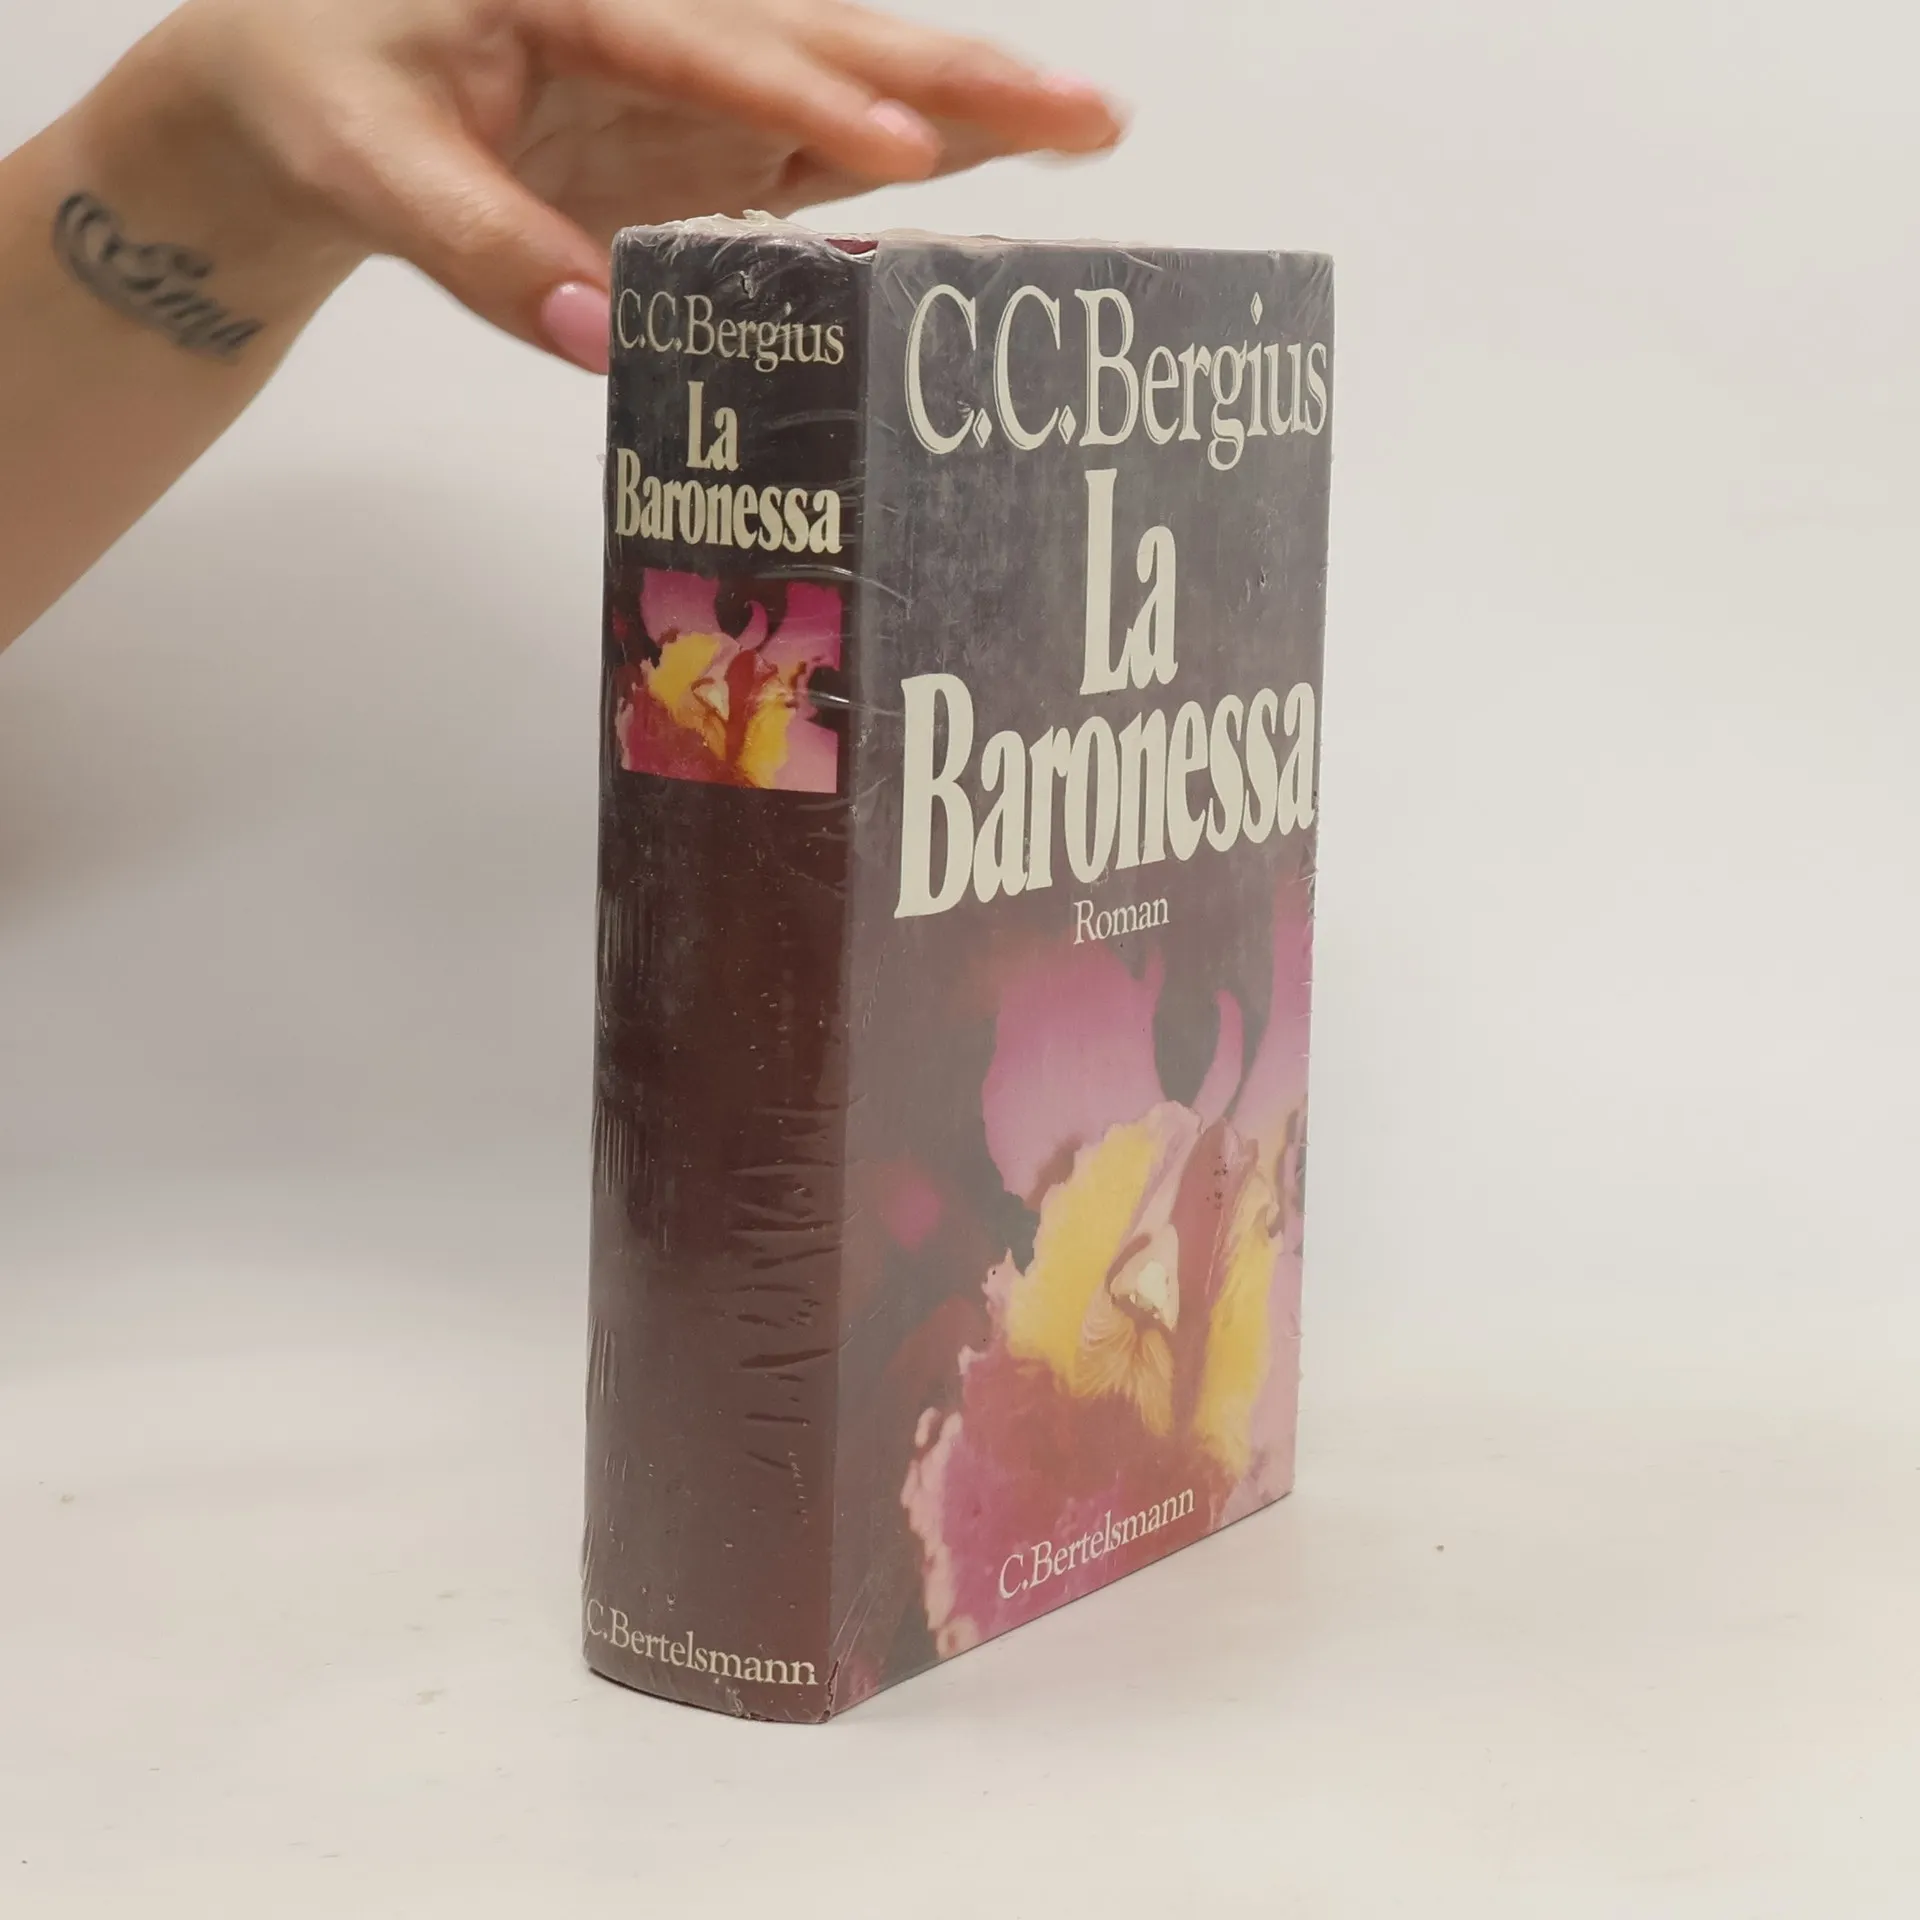 C.C.Bergius
La
Baronessa
C.Bertelsmann
C.C.Bergius
La
Baronessa
Roman
C.Bertelsmann